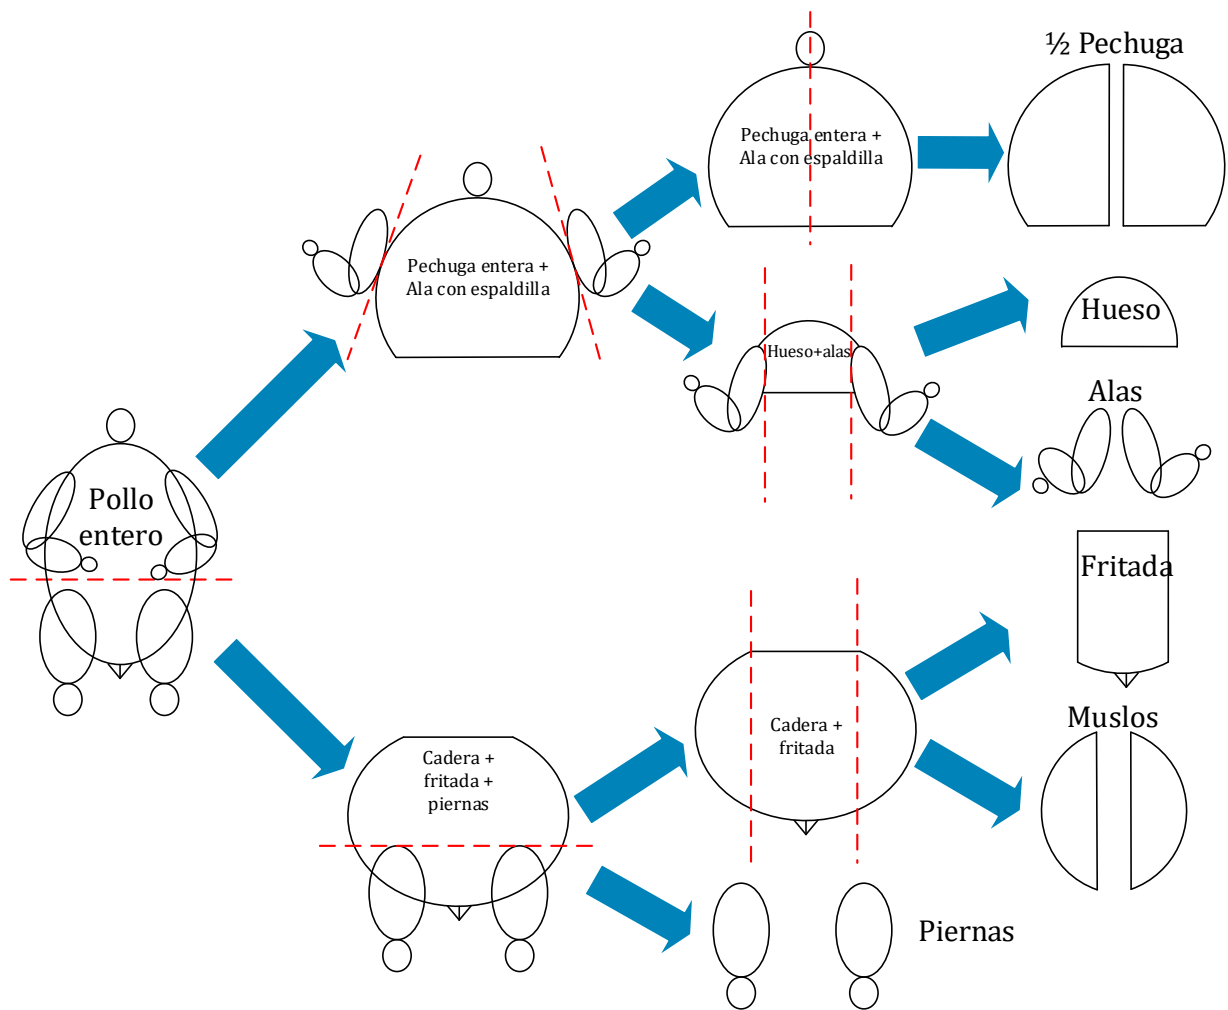 ½ Pechuga
Pechuga entera +
Ala con espaldilla
Pechuga entera +
Ala con espaldilla
Hueso
Hueso+alas
Alas
Pollo
entero
Fritada
Cadera +
fritada
Muslos
Cadera +
fritada +
piernas
Piernas